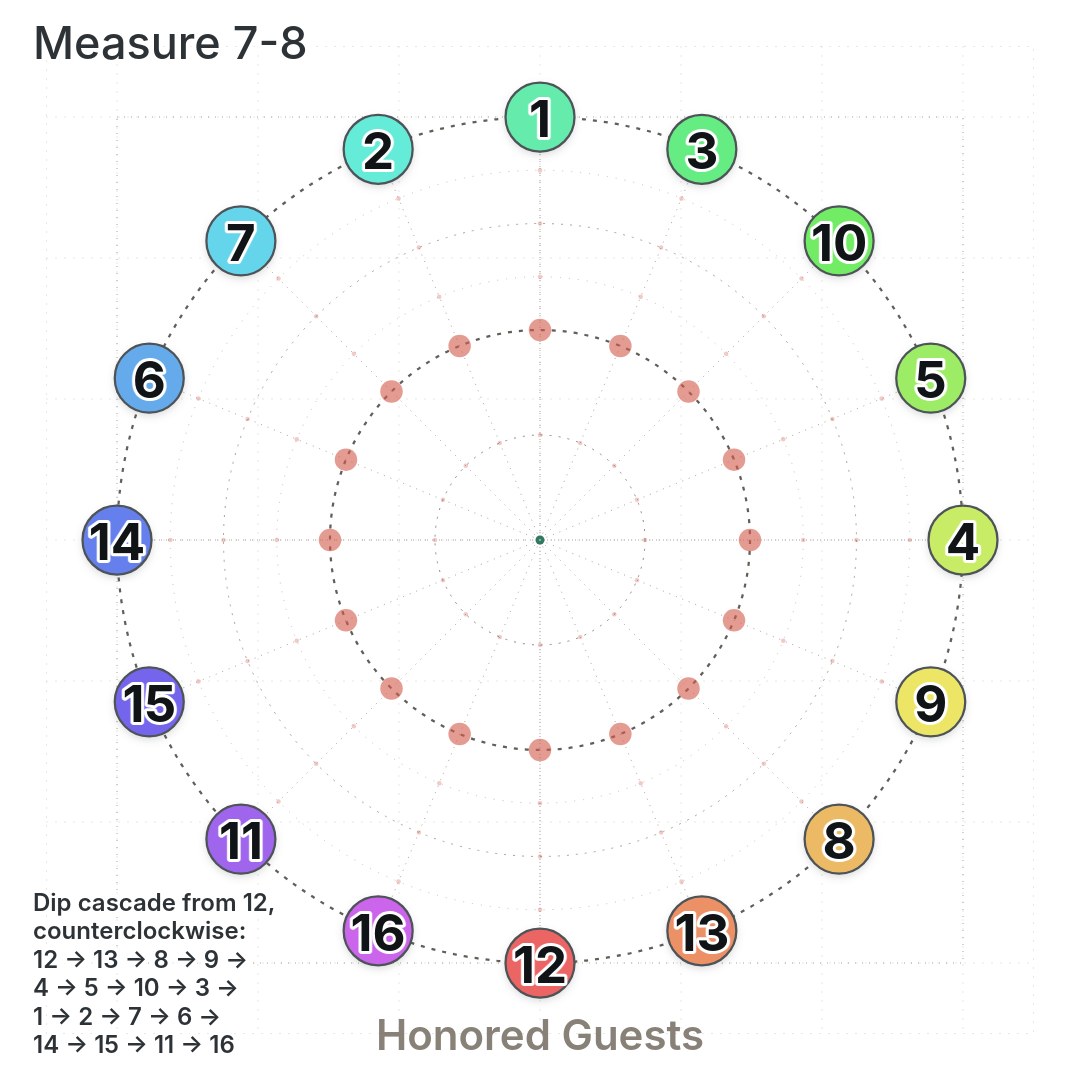 Measure 7-8
1
2
3
7
10
6
5
14
4
15
9
11
8
16
13
12
Dip cascade from 12,
counterclockwise:
12 → 13 → 8 → 9 →
4 → 5 → 10 → 3 →
1 → 2 → 7 → 6 →
14 → 15 → 11 → 16
Honored Guests